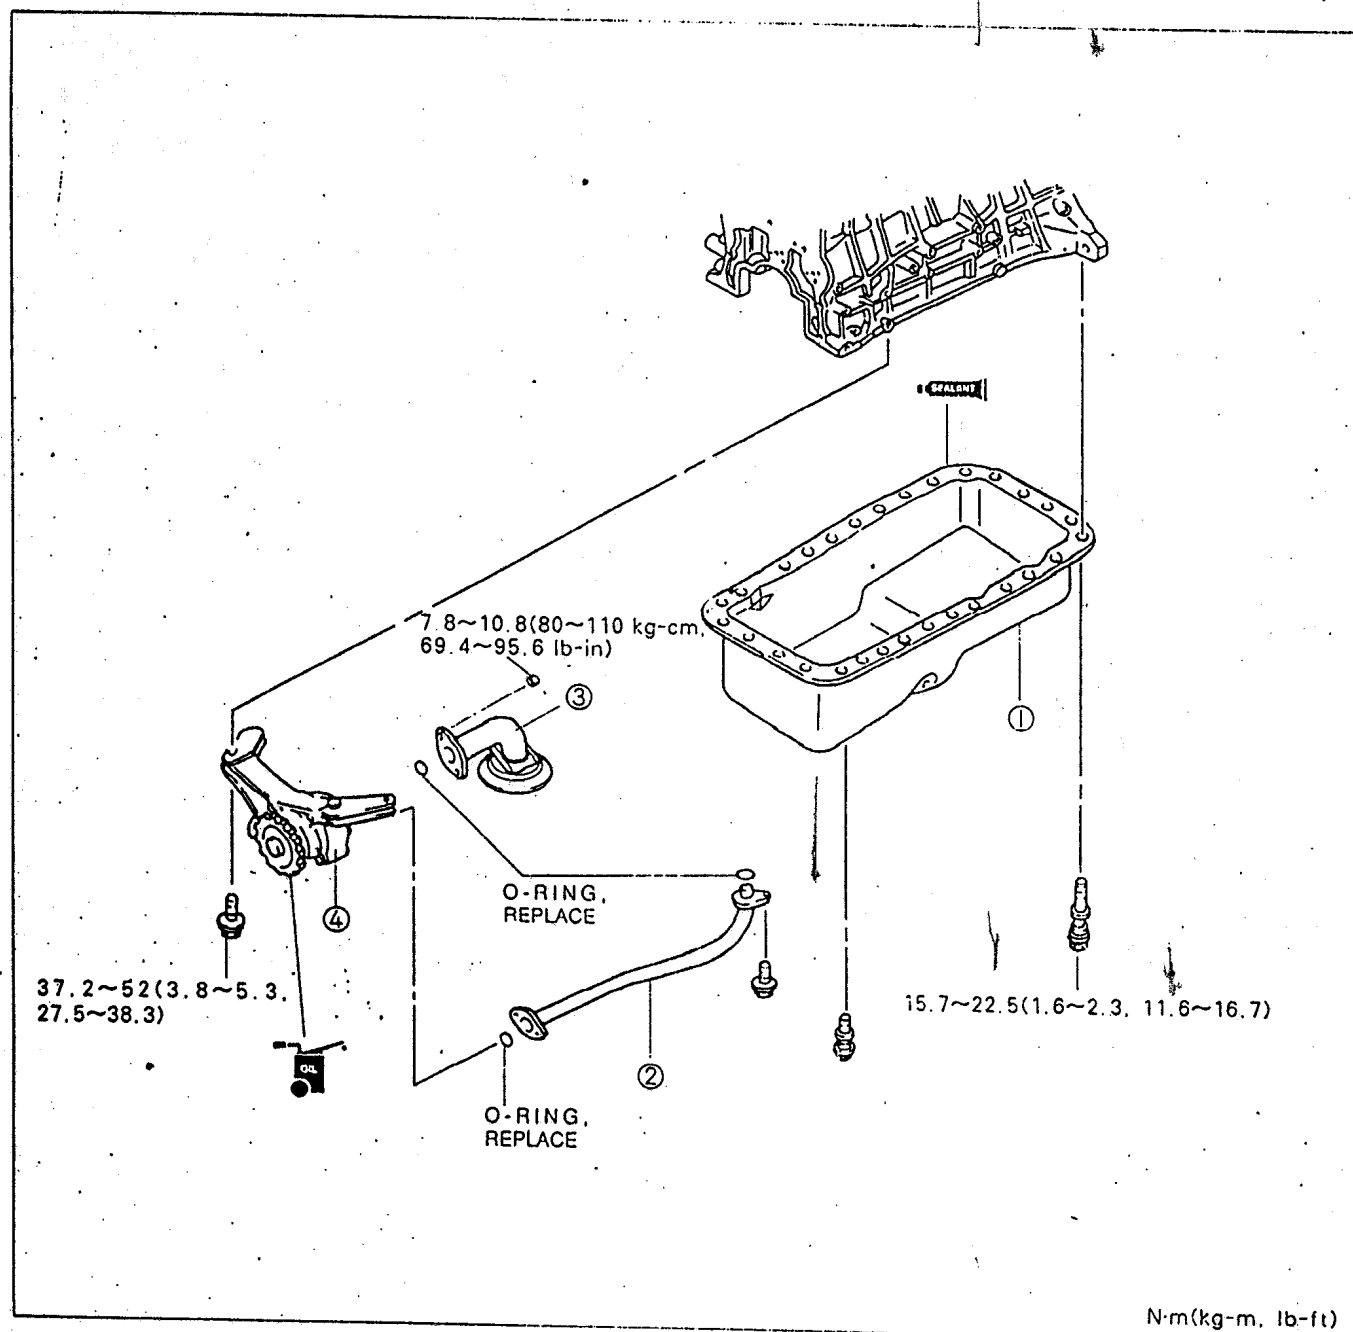 SEALANT
7.8~10.8(80~110 kg-cm,
69.4~95.6 lb-in)
③
①
O-RING,
REPLACE
④
37.2~52(3.8~5.3,
27.5~38.3)
15.7~22.5(1.6~2.3, 11.6~16.7)
OIL
②
O-RING,
REPLACE
N·m(kg-m, lb-ft)